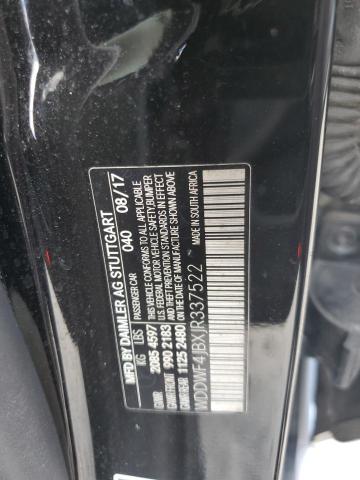 MFD BY DAIMLER AG STUTTGART
PASSENGER CAR 040 08/17
KG LBS THIS VEHICLE CONFORMS TO ALL APPLICABLE
GVWR 2085 4597 U.S. FEDERAL MOTOR VEHICLE SAFETY, BUMPER
GAWR/FRONT 990 2183 AND THEFT PREVENTION STANDARDS IN EFFECT
GAWR/REAR 1125 2480 ON THE DATE OF MANUFACTURE SHOWN ABOVE
WDDWF4JBXJR337522 MADE IN SOUTH AFRICA